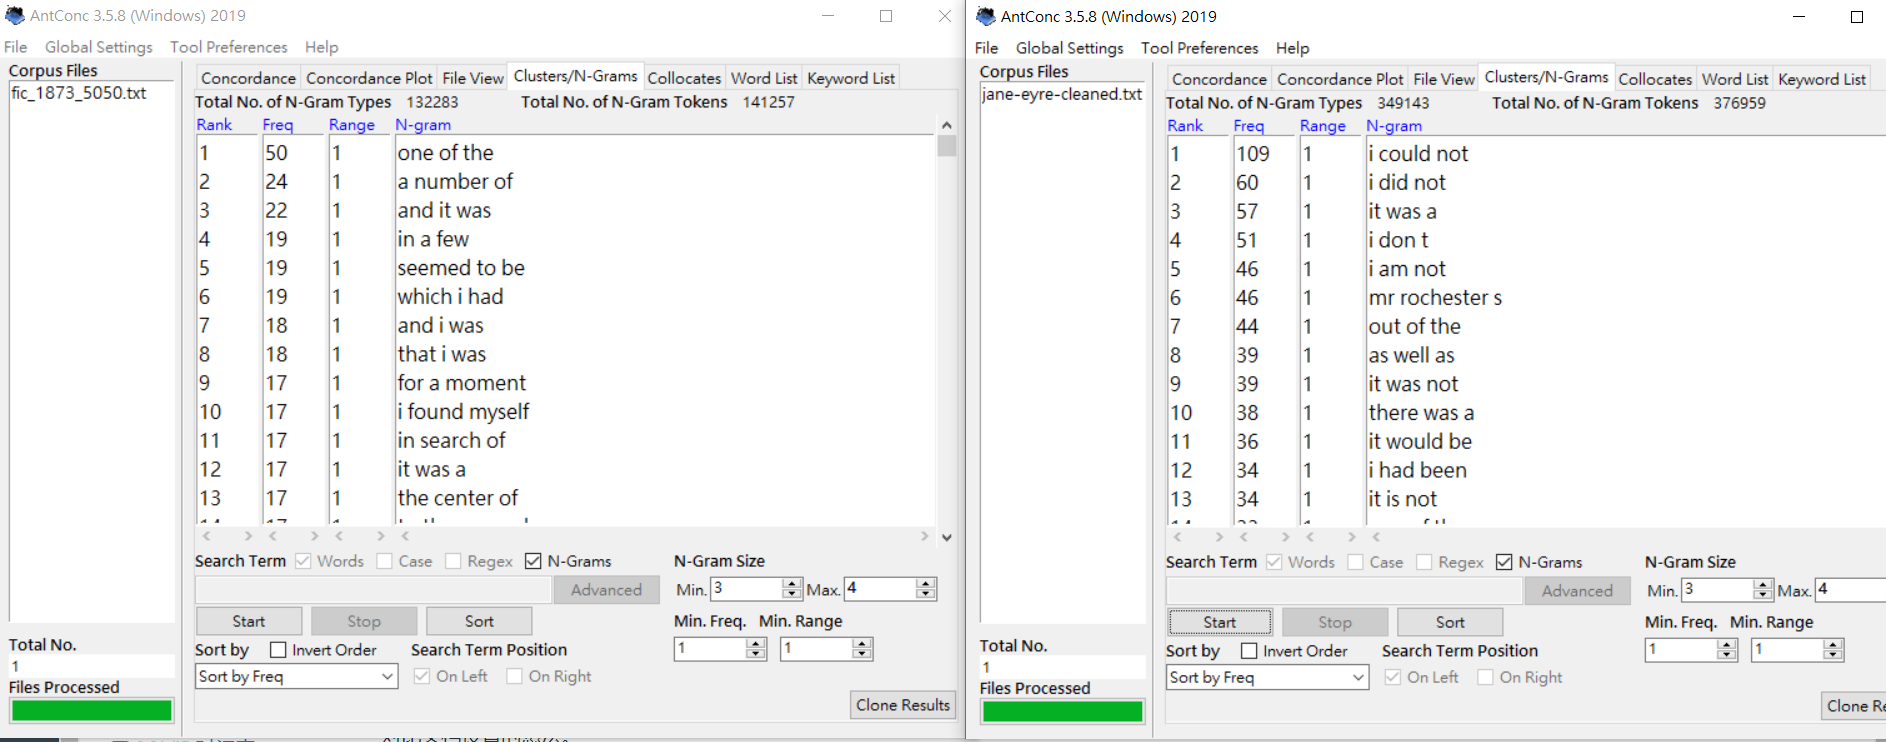 AntConc 3.5.8 (Windows) 2019
File Global Settings Tool Preferences Help
Corpus Files
fic_1873_5050.txt
Concordance Concordance Plot File View Clusters/N-Grams Collocates Word List Keyword List
Total No. of N-Gram Types 132283 Total No. of N-Gram Tokens 141257
Rank Freq Range N-gram
1 50 1 one of the
2 24 1 a number of
3 22 1 and it was
4 19 1 in a few
5 19 1 seemed to be
6 19 1 which i had
7 18 1 and i was
8 18 1 that i was
9 17 1 for a moment
10 17 1 i found myself
11 17 1 in search of
12 17 1 it was a
13 17 1 the center of
Search Term Words Case Regex N-Grams N-Gram Size
Advanced Min. 3 Max. 4
Start Stop Sort Min. Freq. Min. Range
Sort by Invert Order Search Term Position 1 1
Sort by Freq On Left On Right
Clone Results
Total No.
1
Files Processed
AntConc 3.5.8 (Windows) 2019
File Global Settings Tool Preferences Help
Corpus Files
jane-eyre-cleaned.txt
Concordance Concordance Plot File View Clusters/N-Grams Collocates Word List Keyword List
Total No. of N-Gram Types 349143 Total No. of N-Gram Tokens 376959
Rank Freq Range N-gram
1 109 1 i could not
2 60 1 i did not
3 57 1 it was a
4 51 1 i don t
5 46 1 i am not
6 46 1 mr rochester s
7 44 1 out of the
8 39 1 as well as
9 39 1 it was not
10 38 1 there was a
11 36 1 it would be
12 34 1 i had been
13 34 1 it is not
Search Term Words Case Regex N-Grams N-Gram Size
Advanced Min. 3 Max. 4
Start Stop Sort Min. Freq. Min. Range
Sort by Invert Order Search Term Position 1 1
Sort by Freq On Left On Right
Clone Re
Total No.
1
Files Processed